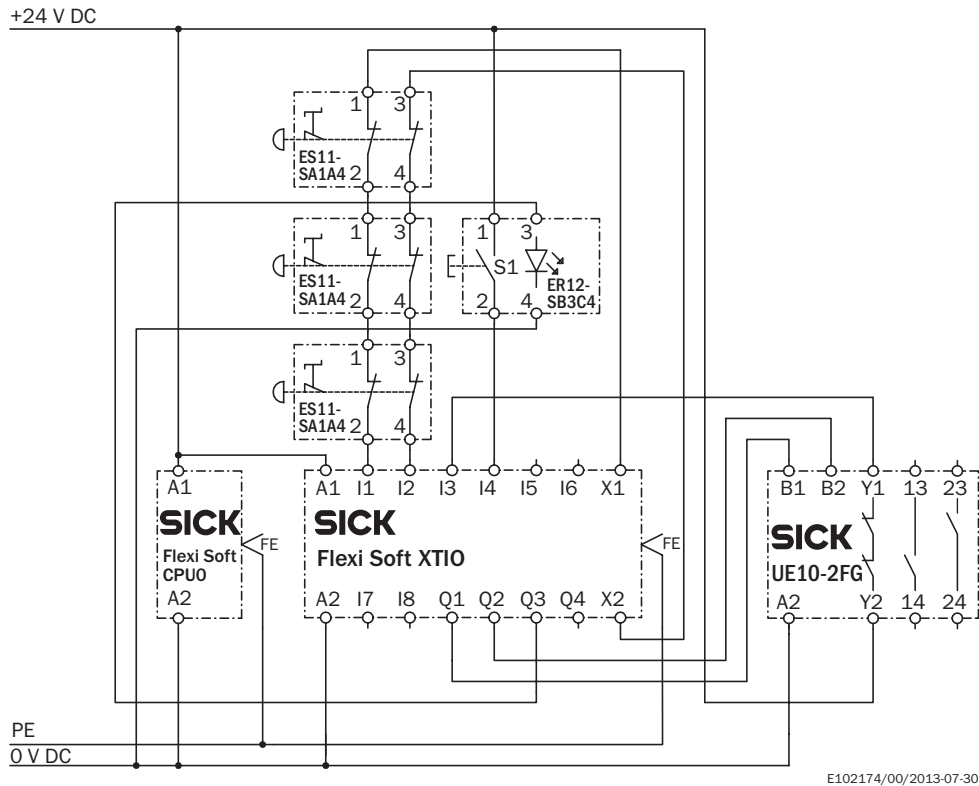 +24 V DC
1 3
ES11-
SA1A4 2 4
1 3
ES11-
SA1A4 2 4
1 3
S1
ER12-
SB3C4
2 4
1 3
ES11-
SA1A4 2 4
A1
SICK
Flexi Soft
CPU0
A2
FE
A1 I1 I2 I3 I4 I5 I6 X1
SICK
Flexi Soft XTIO
FE
A2 I7 I8 Q1 Q2 Q3 Q4 X2
B1 B2 Y1 13 23
SICK
UE10-2FG
A2 Y2 14 24
PE
0 V DC
E102174/00/2013-07-30